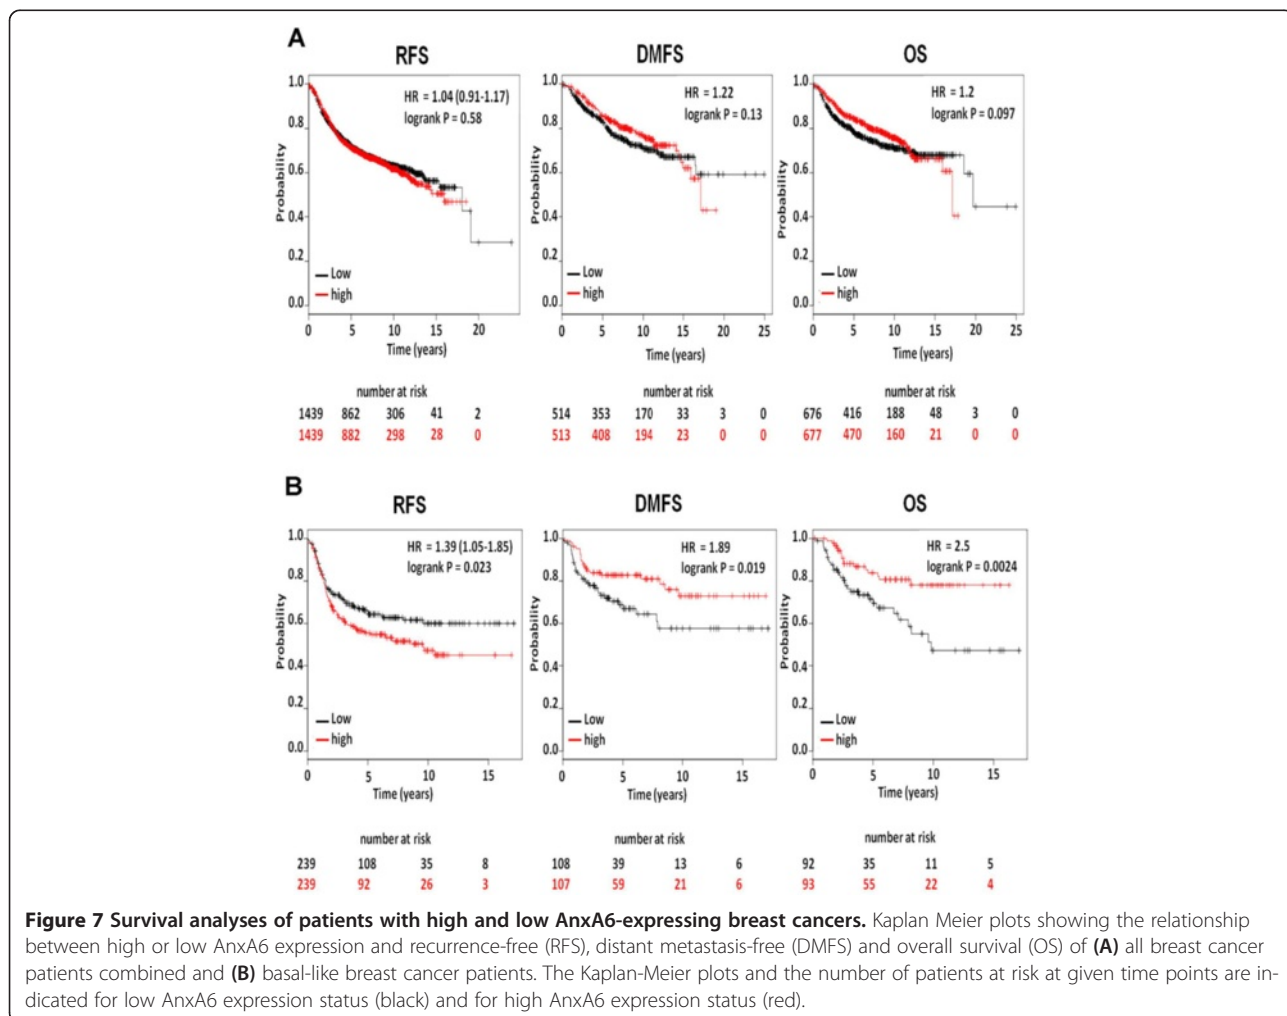 A
RFS
DMFS
OS
1.0
0.8
0.6
0.4
0.2
0.0
Probability
HR = 1.04 (0.91-1.17)
logrank P = 0.58
Low
high
0 5 10 15 20
Time (years)
1.0
0.8
0.6
0.4
0.2
0.0
Probability
HR = 1.22
logrank P = 0.13
Low
high
0 5 10 15 20 25
Time (years)
1.0
0.8
0.6
0.4
0.2
0.0
Probability
HR = 1.2
logrank P = 0.097
Low
high
0 5 10 15 20 25
Time (years)
number at risk
1439 862 306 41 2
1439 882 298 28 0
number at risk
514 353 170 33 3 0
513 408 194 23 0 0
number at risk
676 416 188 48 3 0
677 470 160 21 0 0
B
RFS
DMFS
OS
1.0
0.8
0.6
0.4
0.2
0.0
Probability
HR = 1.39 (1.05-1.85)
logrank P = 0.023
Low
high
0 5 10 15
Time (years)
1.0
0.8
0.6
0.4
0.2
0.0
Probability
HR = 1.89
logrank P = 0.019
Low
high
0 5 10 15
Time (years)
1.0
0.8
0.6
0.4
0.2
0.0
Probability
HR = 2.5
logrank P = 0.0024
Low
high
0 5 10 15
Time (years)
number at risk
239 108 35 8
239 92 26 3
number at risk
108 39 13 6
107 59 21 6
number at risk
92 35 11 5
93 55 22 4
Figure 7 Survival analyses of patients with high and low AnxA6-expressing breast cancers. Kaplan Meier plots showing the relationship
between high or low AnxA6 expression and recurrence-free (RFS), distant metastasis-free (DMFS) and overall survival (OS) of (A) all breast cancer
patients combined and (B) basal-like breast cancer patients. The Kaplan-Meier plots and the number of patients at risk at given time points are in-
dicated for low AnxA6 expression status (black) and for high AnxA6 expression status (red).